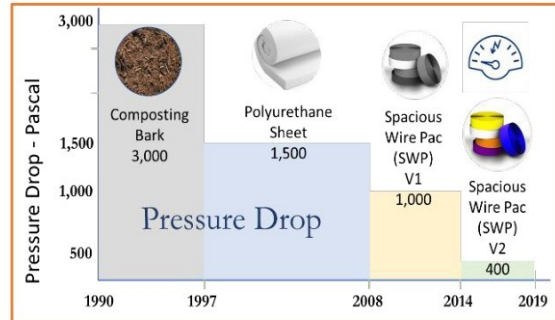 Pressure Drop - Pascal
3,000
1,500
1,000
500
Composting
Bark
3,000
Polyurethane
Sheet
1,500
Spacious
Wire Pac
(SWP)
V1
1,000
Spacious
Wire Pac
(SWP)
V2
400
Pressure Drop
1990
1997
2008
2014
2019